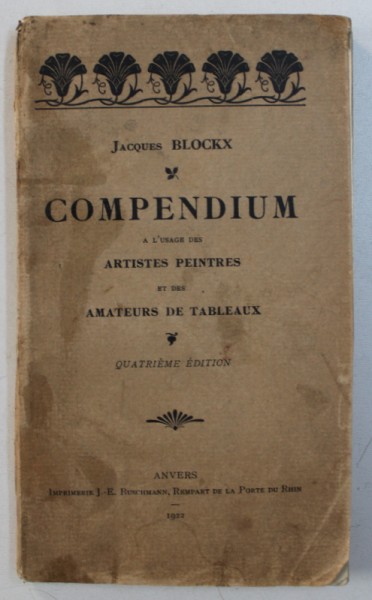 Jacques BLOCKX
COMPENDIUM
A L'USAGE DES
ARTISTES PEINTRES
ET DES
AMATEURS DE TABLEAUX
QUATRIÈME ÉDITION
ANVERS
Imprimerie J.-E. Buschmann, Rempart de la Porte du Rhin
1922